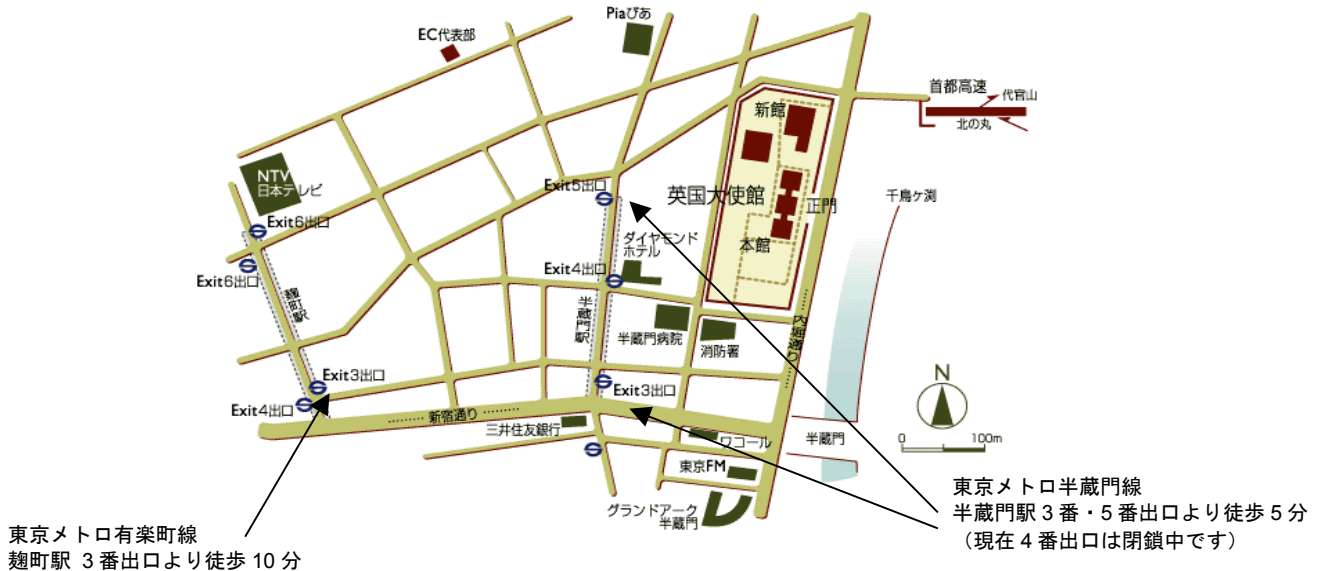 Piaぴあ
EC代表部
首都高速
代官山
北の丸
新館
NTV
日本テレビ
Exit5出口
英国大使館
正門
千鳥ヶ渕
Exit6出口
ダイヤモンド
ホテル
本館
Exit6出口
Exit4出口
麹町駅
半蔵門駅
内堀通り
半蔵門病院
消防署
Exit3出口
Exit3出口
N
Exit4出口
新宿通り
三井住友銀行
ワコール
半蔵門
0
100m
東京FM
グランドアーク
半蔵門
東京メトロ半蔵門線
半蔵門駅3番・5番出口より徒歩5分
（現在4番出口は閉鎖中です）
東京メトロ有楽町線
麹町駅 3番出口より徒歩10分